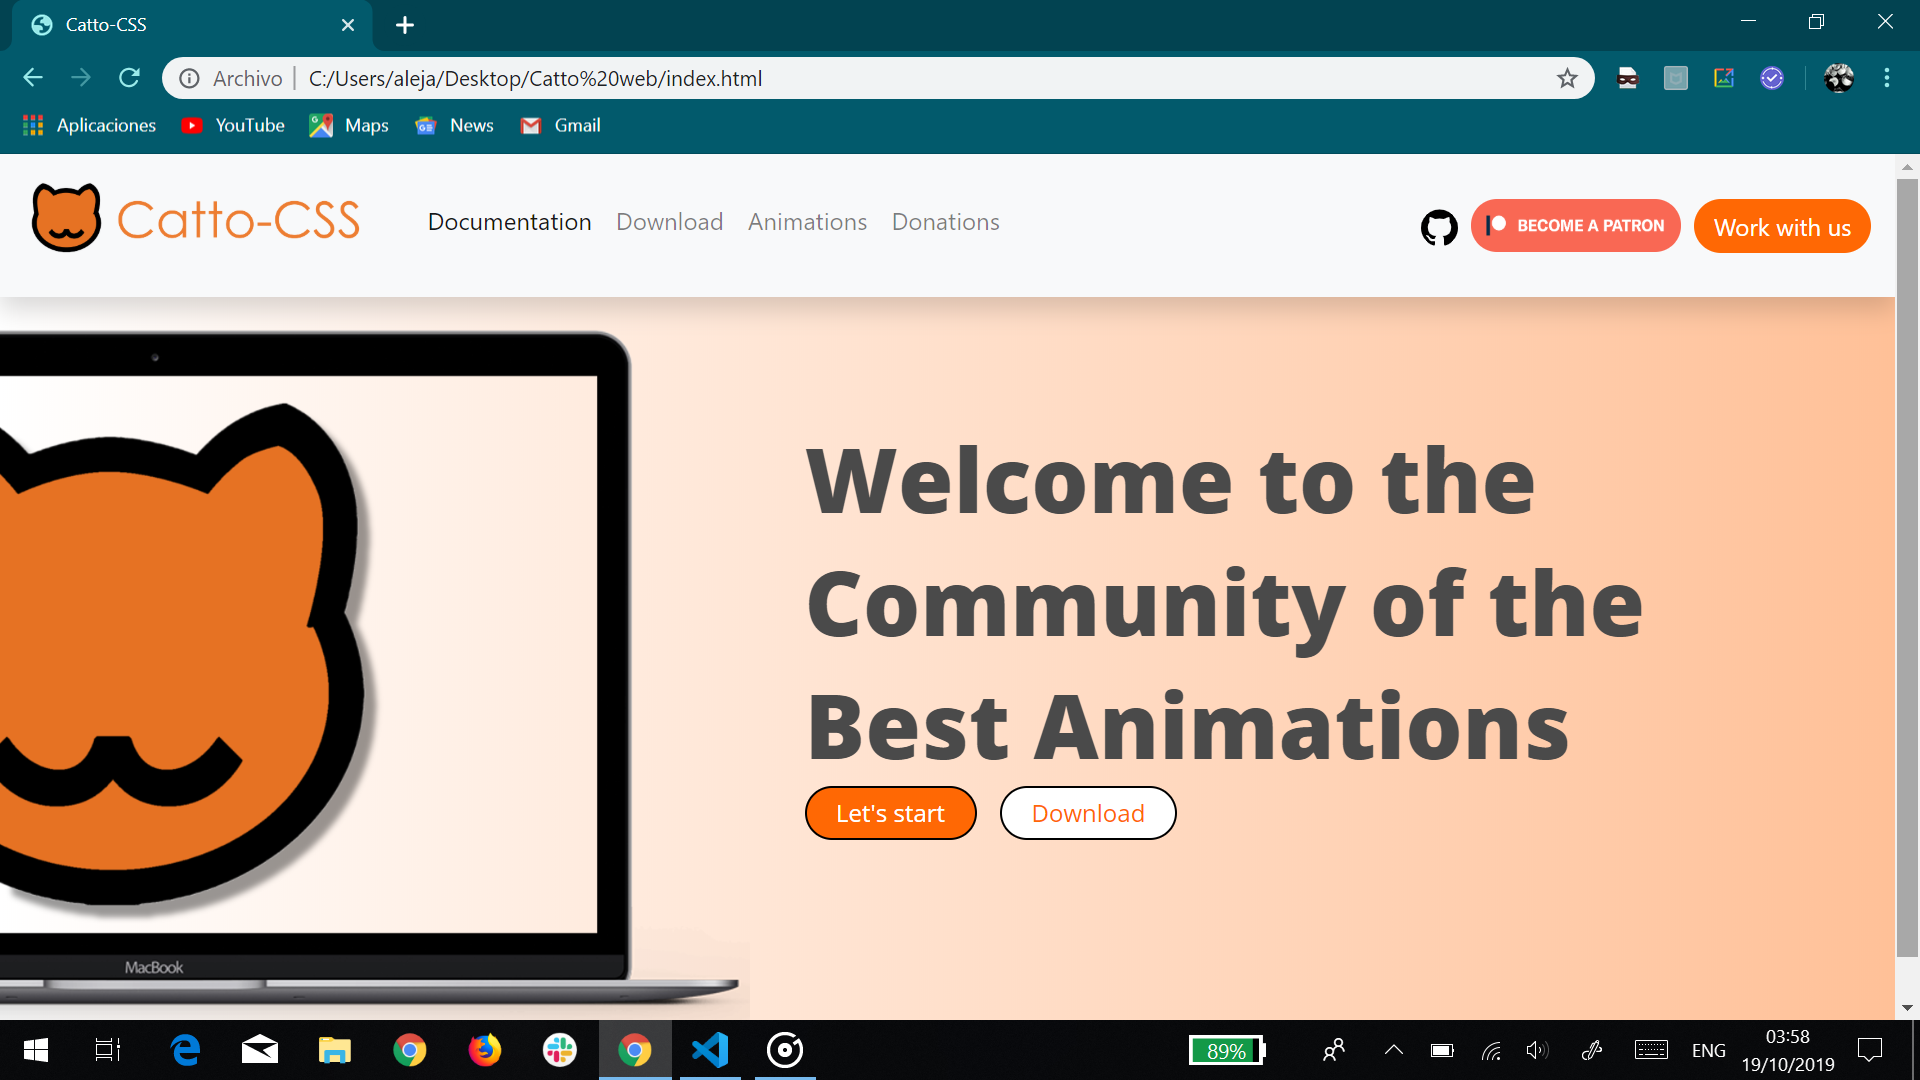 Catto-CSS
Archivo
C:/Users/aleja/Desktop/Catto%20web/index.html
Aplicaciones YouTube Maps News Gmail
Catto-CSS
Documentation Download Animations Donations
BECOME A PATRON
Work with us
Welcome to the
Community of the
Best Animations
Let's start Download
MacBook
89%
ENG
03:58
19/10/2019